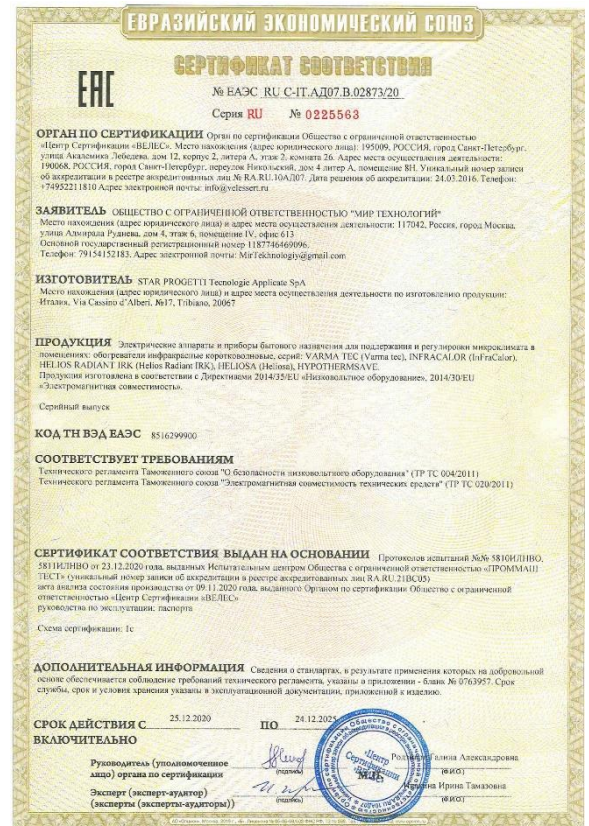 ЕВРАЗИЙСКИЙ ЭКОНОМИЧЕСКИЙ СОЮЗ
СЕРТИФИКАТ СООТВЕТСТВИЯ
ЕАС
№ ЕАЭС RU С-IT.АД07.В.02873/20
Серия RU № 0225563
ОРГАН ПО СЕРТИФИКАЦИИ Орган по сертификации Общество с ограниченной ответственностью
«Центр Сертификации «ВЕЛЕС». Место нахождения (адрес юридического лица): 195009, РОССИЯ, город Санкт-Петербург,
улица Академика Лебедева, дом 12, корпус 2, литера А, этаж 2, комната 26. Адрес места осуществления деятельности:
190068, РОССИЯ, город Санкт-Петербург, переулок Никольский, дом 4 литер А, помещение 8Н. Уникальный номер записи
об аккредитации в реестре аккредитованных лиц № RA.RU.10АД07. Дата решения об аккредитации: 24.03.2016. Телефон:
+74952211810 Адрес электронной почты: info@velessert.ru
ЗАЯВИТЕЛЬ ОБЩЕСТВО С ОГРАНИЧЕННОЙ ОТВЕТСТВЕННОСТЬЮ "МИР ТЕХНОЛОГИЙ"
Место нахождения (адрес юридического лица) и адрес места осуществления деятельности: 117042, Россия, город Москва,
улица Адмирала Руднева, дом 4, этаж 6, помещение IV, офис 613
Основной государственный регистрационный номер 1187746469096.
Телефон: 79154152183. Адрес электронной почты: MirTekhnologiy@gmail.com
ИЗГОТОВИТЕЛЬ STAR PROGETTI Tecnologie Applicate SpA
Место нахождения (адрес юридического лица) и адрес места осуществления деятельности по изготовлению продукции:
Италия, Via Cassino d'Alberi, №17, Tribiano, 20067
ПРОДУКЦИЯ Электрические аппараты и приборы бытового назначения для поддержания и регулировки микроклимата в
помещениях: обогреватели инфракрасные коротковолновые, серий: VARMA TEC (Varma tec), INFRACALOR (InFraCalor),
HELIOS RADIANT IRK (Helios Radiant IRK), HELIOSA (Heliosa), HYPOTHERMSAVE.
Продукция изготовлена в соответствии с Директивами 2014/35/EU «Низковольтное оборудование», 2014/30/EU
«Электромагнитная совместимость».
Серийный выпуск
КОД ТН ВЭД ЕАЭС 8516299900
СООТВЕТСТВУЕТ ТРЕБОВАНИЯМ
Технического регламента Таможенного союза "О безопасности низковольтного оборудования" (ТР ТС 004/2011)
Технического регламента Таможенного союза "Электромагнитная совместимость технических средств" (ТР ТС 020/2011)
СЕРТИФИКАТ СООТВЕТСТВИЯ ВЫДАН НА ОСНОВАНИИ Протоколов испытаний №№ 5810ИЛНВО,
5811ИЛНВО от 23.12.2020 года, выданных Испытательным центром Общества с ограниченной ответственностью «ПРОММАШ
ТЕСТ» (уникальный номер записи об аккредитации в реестре аккредитованных лиц RA.RU.21ВС05)
акта анализа состояния производства от 09.11.2020 года, выданного Органом по сертификации Общество с ограниченной
ответственностью «Центр Сертификации «ВЕЛЕС»
руководства по эксплуатации; паспорта
Схема сертификации: 1с
ДОПОЛНИТЕЛЬНАЯ ИНФОРМАЦИЯ Сведения о стандартах, в результате применения которых на добровольной
основе обеспечивается соблюдение требований технического регламента, указаны в приложении - бланк № 0763957. Срок
службы, срок и условия хранения указаны в эксплуатационной документации, приложенной к изделию.
СРОК ДЕЙСТВИЯ С 25.12.2020 ПО 24.12.2025
ВКЛЮЧИТЕЛЬНО
Руководитель (уполномоченное
лицо) органа по сертификации
(подпись)
М.П.
Галина Александровна
(Ф.И.О.)
Эксперт (эксперт-аудитор)
(эксперты (эксперты-аудиторы))
(подпись)
Ирина Тамазовна
(Ф.И.О.)
«Центр
Сертификации